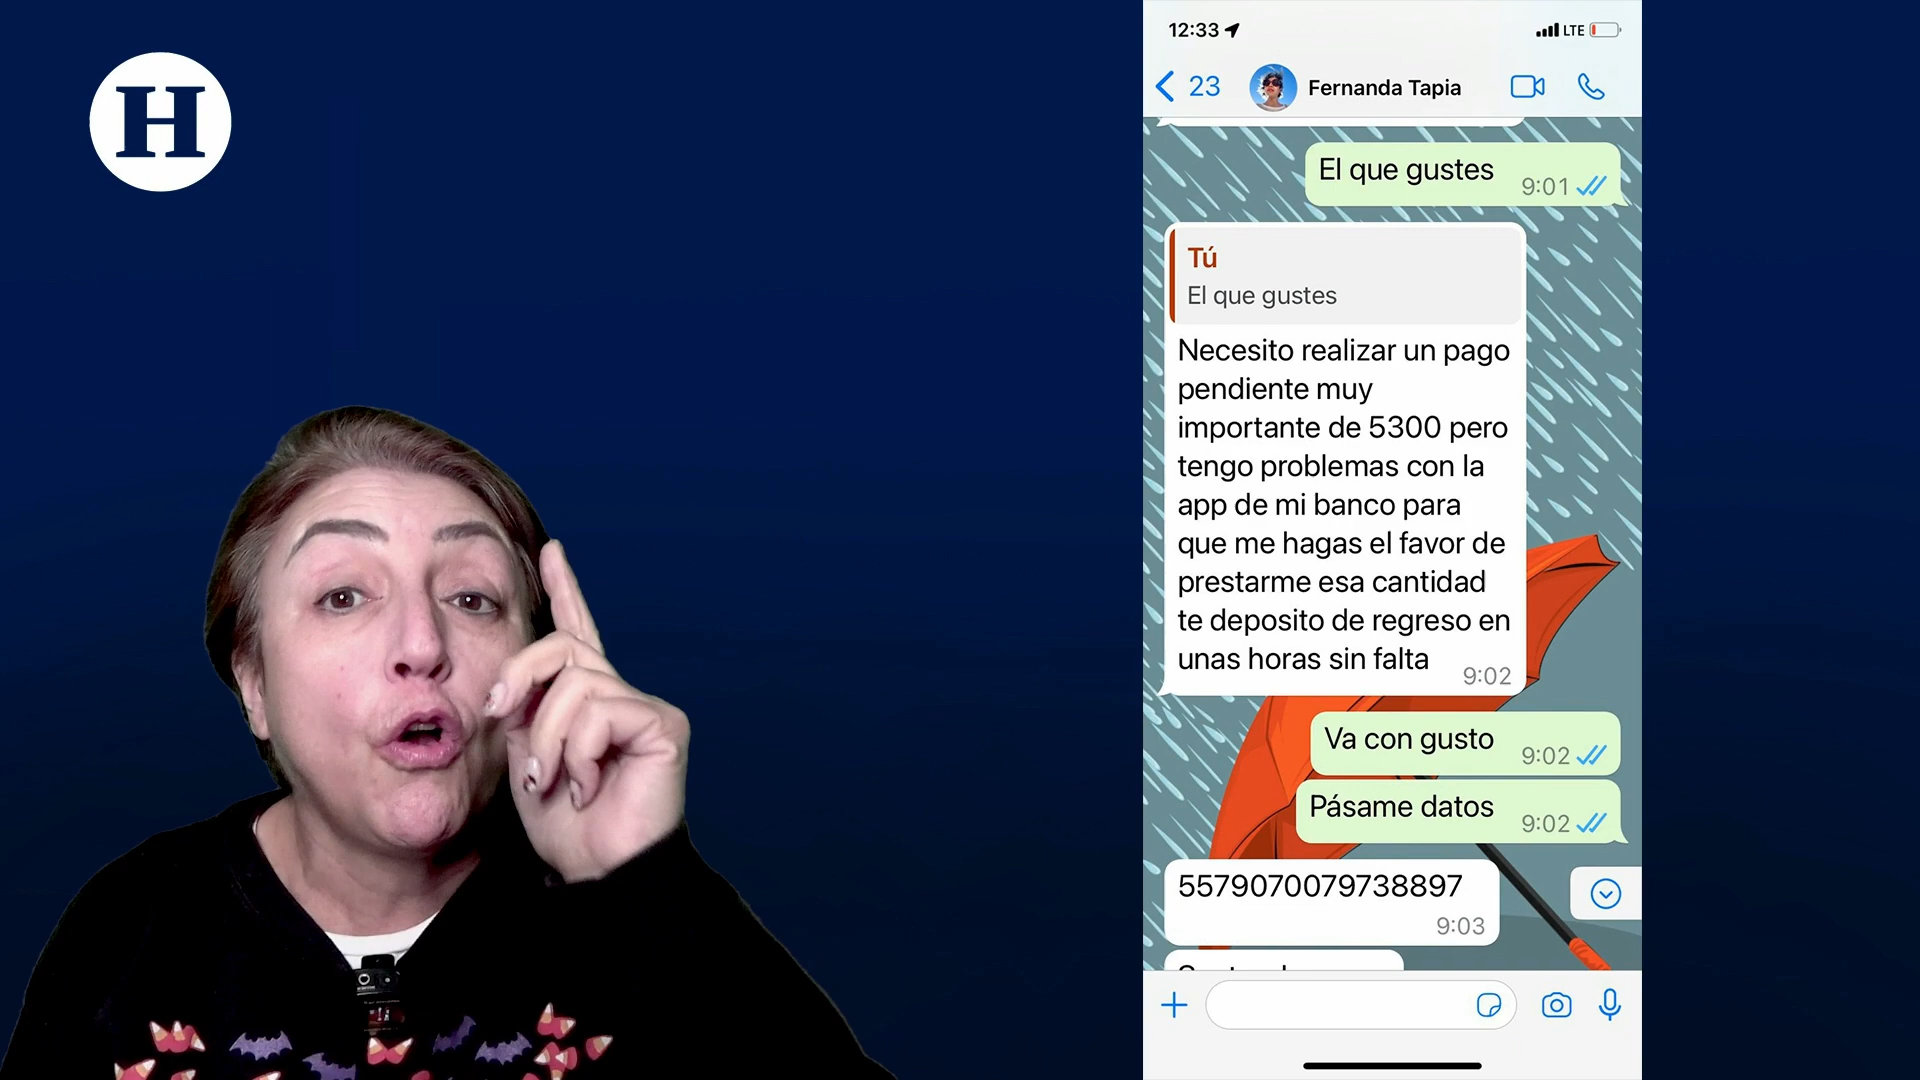 H
12:33
LTE
23
Fernanda Tapia
El que gustes
9:01
Tú
El que gustes
Necesito realizar un pago
pendiente muy
importante de 5300 pero
tengo problemas con la
app de mi banco para
que me hagas el favor de
prestarme esa cantidad
te deposito de regreso en
unas horas sin falta
9:02
Va con gusto
9:02
Pásame datos
9:02
5579070079738897
9:03